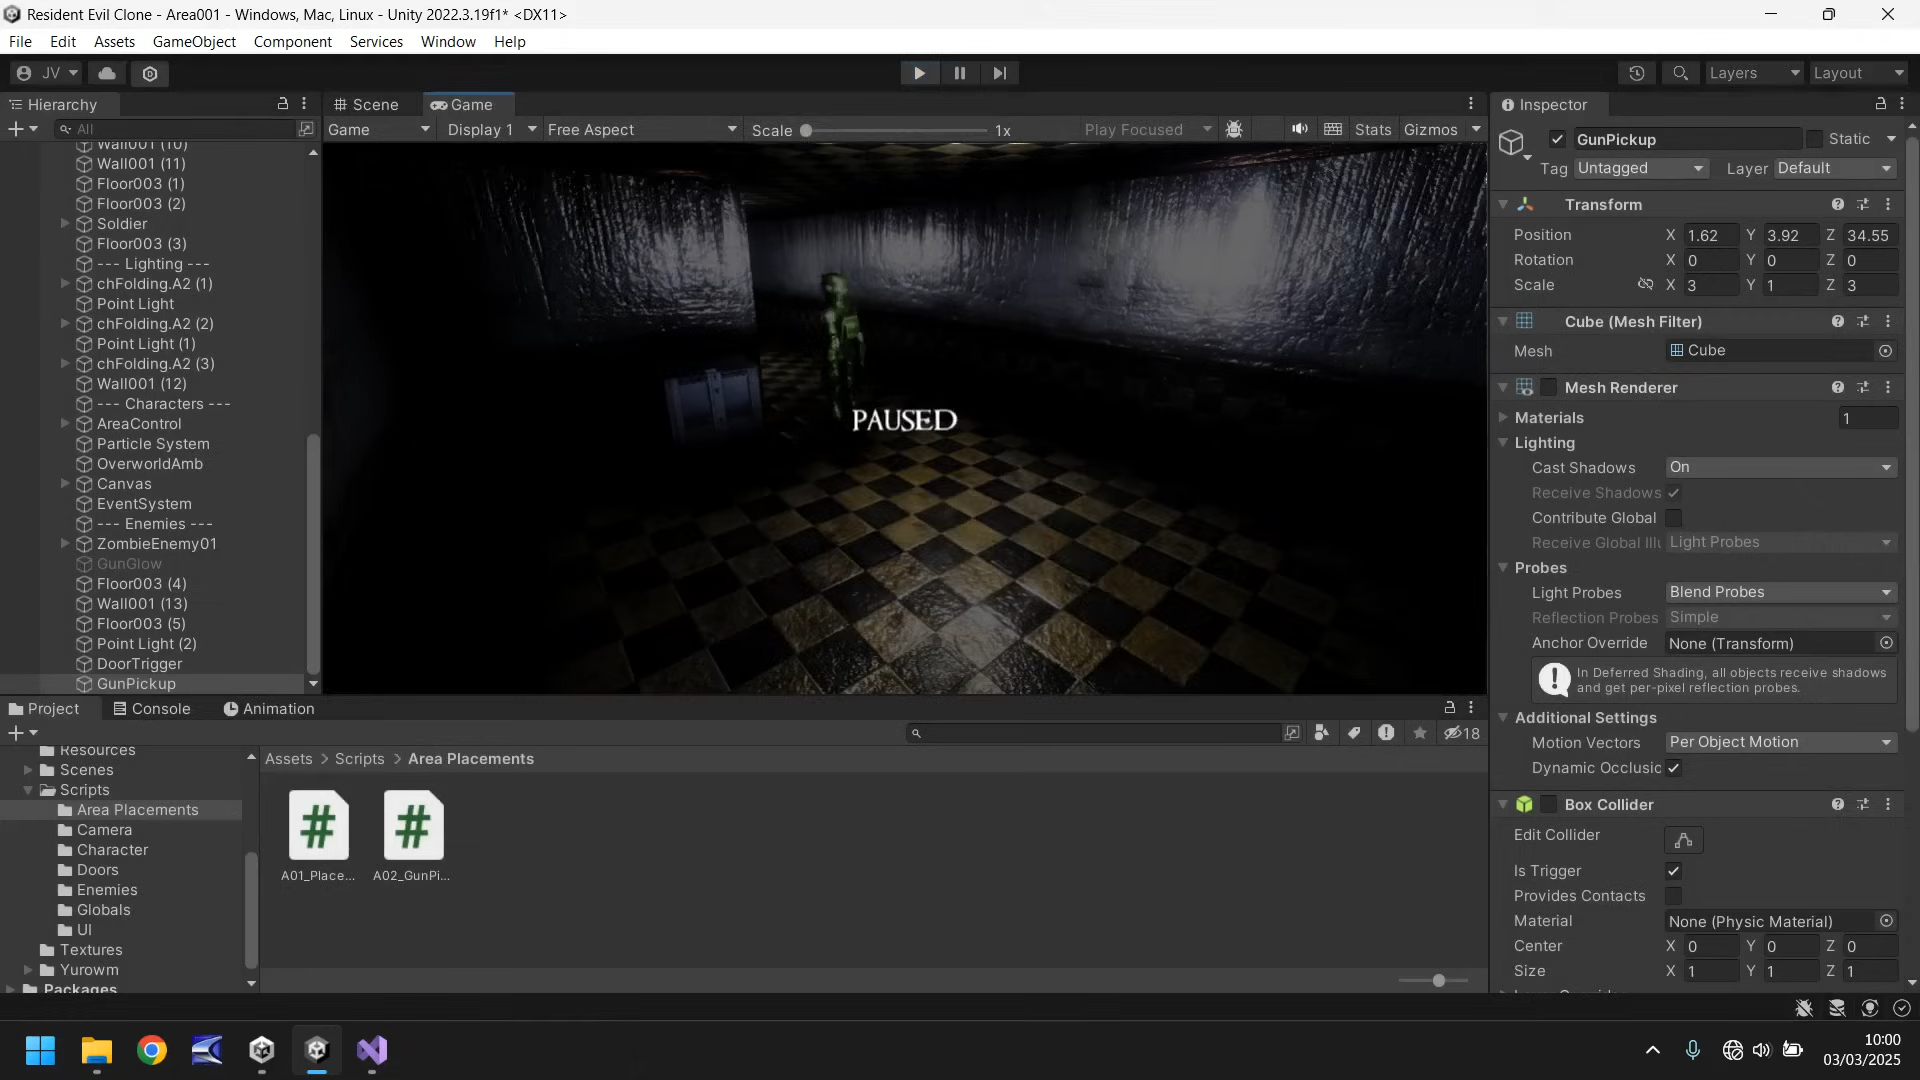 Resident Evil Clone - Area001 - Windows, Mac, Linux - Unity 2022.3.19f1* <DX11>
File Edit Assets GameObject Component Services Window Help
JV
Layers Layout
Hierarchy
All
Wall001 (10)
Wall001 (11)
Floor003 (1)
Floor003 (2)
Soldier
Floor003 (3)
--- Lighting ---
chFolding.A2 (1)
Point Light
chFolding.A2 (2)
Point Light (1)
chFolding.A2 (3)
Wall001 (12)
--- Characters ---
AreaControl
Particle System
OverworldAmb
Canvas
EventSystem
--- Enemies ---
ZombieEnemy01
GunGlow
Floor003 (4)
Wall001 (13)
Floor003 (5)
Point Light (2)
DoorTrigger
GunPickup
Scene Game
Game Display 1 Free Aspect Scale 1x Play Focused Stats Gizmos
PAUSED
Inspector
GunPickup Static
Tag Untagged Layer Default
Transform
Position X 1.62 Y 3.92 Z 34.55
Rotation X 0 Y 0 Z 0
Scale X 3 Y 1 Z 3
Cube (Mesh Filter)
Mesh Cube
Mesh Renderer
Materials 1
Lighting
Cast Shadows On
Receive Shadows
Contribute Global
Receive Global Illu Light Probes
Probes
Light Probes Blend Probes
Reflection Probes Simple
Anchor Override None (Transform)
In Deferred Shading, all objects receive shadows
and get per-pixel reflection probes.
Additional Settings
Motion Vectors Per Object Motion
Dynamic Occlusic
Box Collider
Edit Collider
Is Trigger
Provides Contacts
Material None (Physic Material)
Center X 0 Y 0 Z 0
Size X 1 Y 1 Z 1
Project Console Animation
18
Resources
Scenes
Scripts
Area Placements
Camera
Character
Doors
Enemies
Globals
UI
Textures
Yurowm
Packages
Assets > Scripts > Area Placements
A01_Place... A02_GunPi...
10:00
03/03/2025